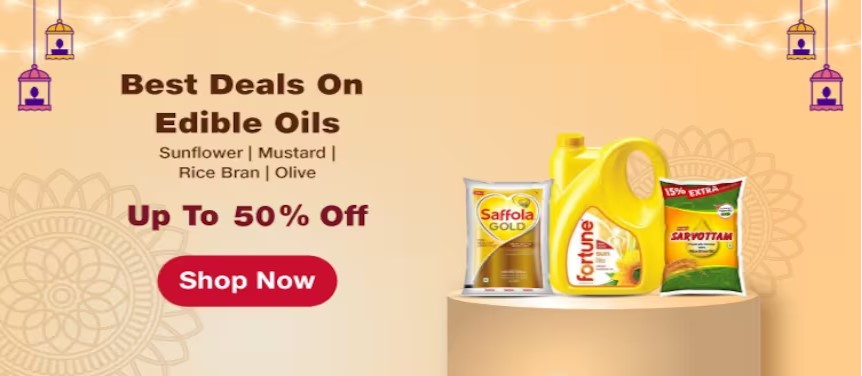 Best Deals On
Edible Oils
Sunflower | Mustard |
Rice Bran | Olive
Up To 50% Off
Shop Now
Saffola
GOLD
fortune
sun
15% EXTRA
SARVOTTAM